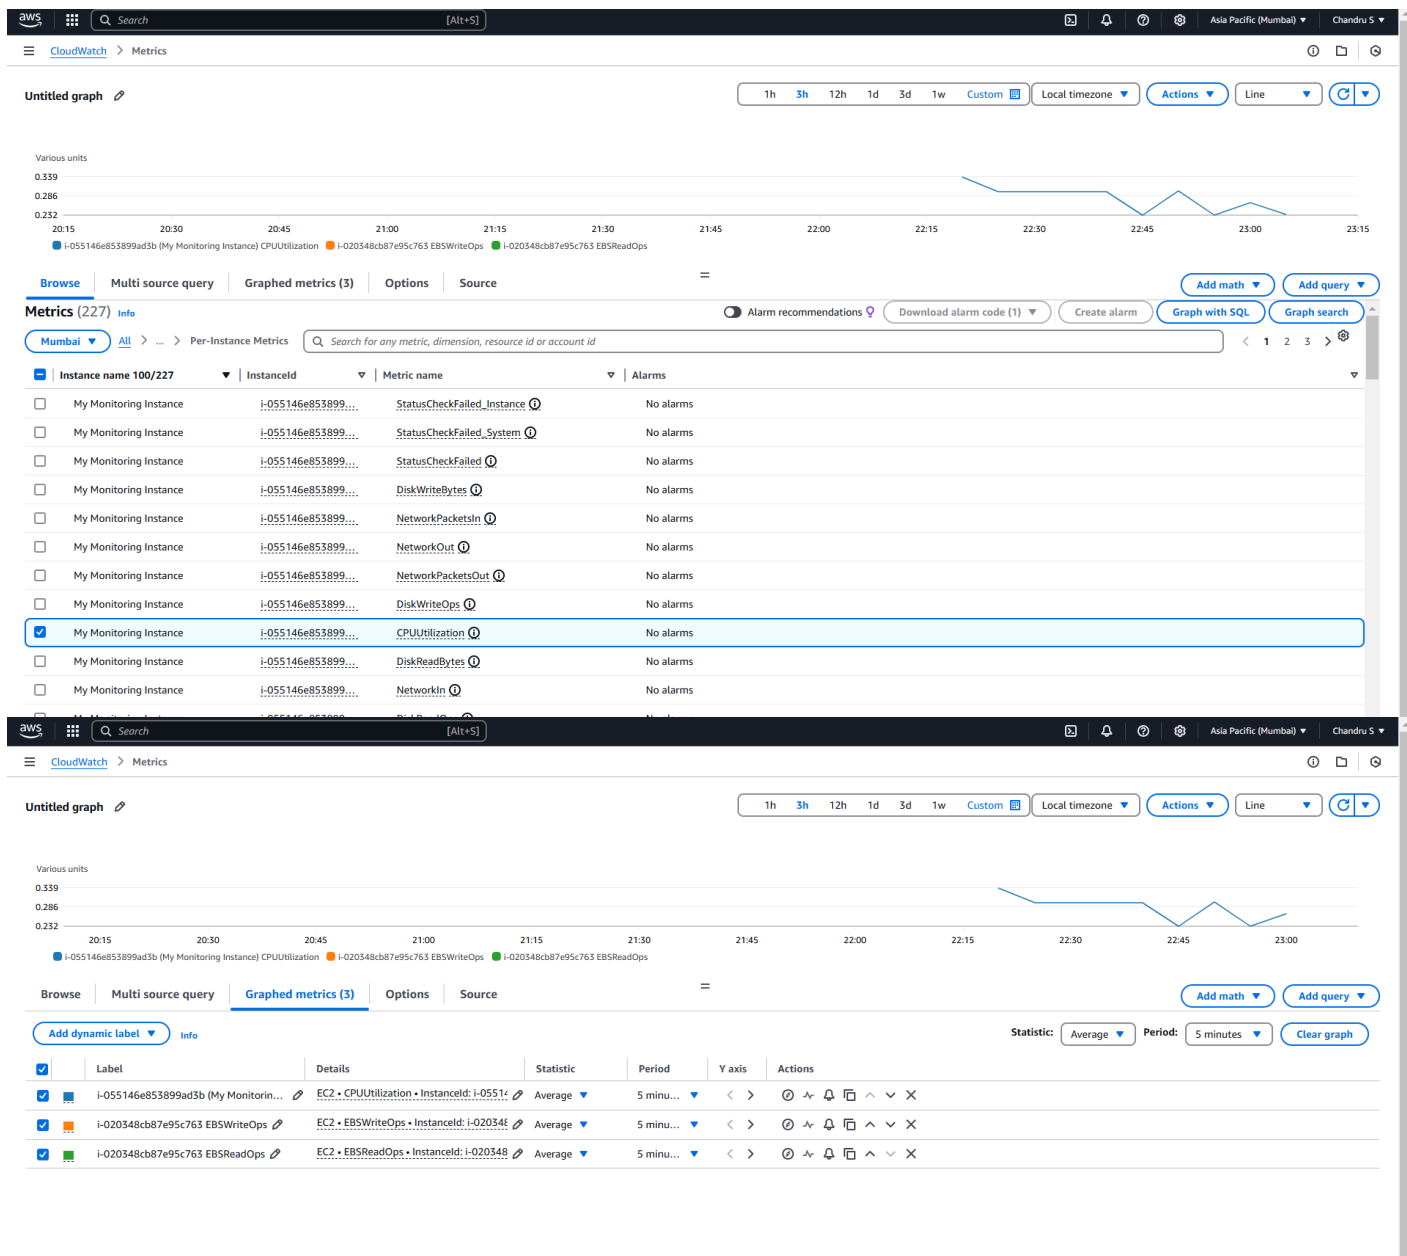 aws Search [Alt+S] Asia Pacific (Mumbai) Chandru S
CloudWatch > Metrics
Untitled graph 1h 3h 12h 1d 3d 1w Custom Local timezone Actions Line
Various units
0.339
0.286
0.232
20:15 20:30 20:45 21:00 21:15 21:30 21:45 22:00 22:15 22:30 22:45 23:00 23:15
i-055146e853899ad3b (My Monitoring Instance) CPUUtilization i-020348cb87e95c763 EBSWriteOps i-020348cb87e95c763 EBSReadOps
Browse Multi source query Graphed metrics (3) Options Source Add math Add query
Metrics (227) Info Alarm recommendations Download alarm code (1) Create alarm Graph with SQL Graph search
Mumbai All > ... > Per-Instance Metrics Search for any metric, dimension, resource id or account id < 1 2 3 >
Instance name 100/227 InstanceId Metric name Alarms
My Monitoring Instance i-055146e853899... StatusCheckFailed_Instance No alarms
My Monitoring Instance i-055146e853899... StatusCheckFailed_System No alarms
My Monitoring Instance i-055146e853899... StatusCheckFailed No alarms
My Monitoring Instance i-055146e853899... DiskWriteBytes No alarms
My Monitoring Instance i-055146e853899... NetworkPacketsIn No alarms
My Monitoring Instance i-055146e853899... NetworkOut No alarms
My Monitoring Instance i-055146e853899... NetworkPacketsOut No alarms
My Monitoring Instance i-055146e853899... DiskWriteOps No alarms
My Monitoring Instance i-055146e853899... CPUUtilization No alarms
My Monitoring Instance i-055146e853899... DiskReadBytes No alarms
My Monitoring Instance i-055146e853899... NetworkIn No alarms
aws Search [Alt+S] Asia Pacific (Mumbai) Chandru S
CloudWatch > Metrics
Untitled graph 1h 3h 12h 1d 3d 1w Custom Local timezone Actions Line
Various units
0.339
0.286
0.232
20:15 20:30 20:45 21:00 21:15 21:30 21:45 22:00 22:15 22:30 22:45 23:00
i-055146e853899ad3b (My Monitoring Instance) CPUUtilization i-020348cb87e95c763 EBSWriteOps i-020348cb87e95c763 EBSReadOps
Browse Multi source query Graphed metrics (3) Options Source Add math Add query
Add dynamic label Info Statistic: Average Period: 5 minutes Clear graph
Label Details Statistic Period Y axis Actions
i-055146e853899ad3b (My Monitorin... EC2 • CPUUtilization • InstanceId: i-0551 Average 5 minu... < >
i-020348cb87e95c763 EBSWriteOps EC2 • EBSWriteOps • InstanceId: i-020348 Average 5 minu... < >
i-020348cb87e95c763 EBSReadOps EC2 • EBSReadOps • InstanceId: i-020348 Average 5 minu... < >